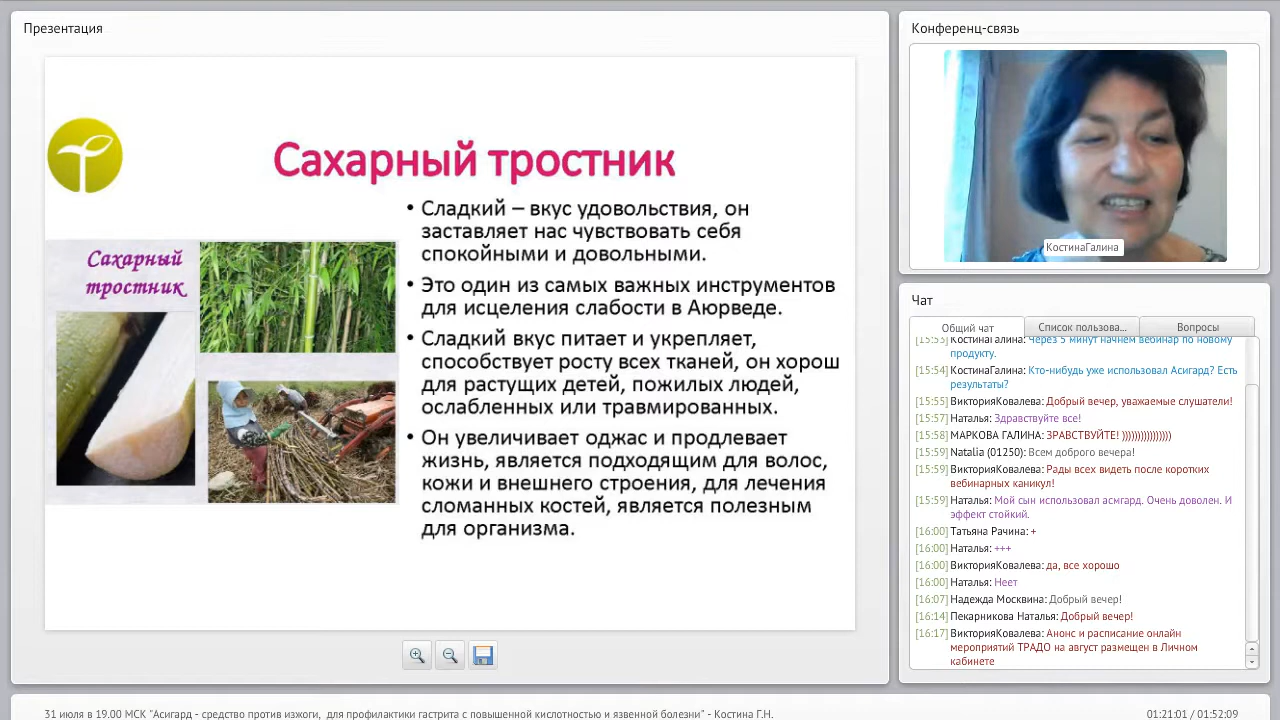 Презентация
Сахарный тростник
Сахарный
тростник
• Сладкий – вкус удовольствия, он
заставляет нас чувствовать себя
спокойными и довольными.
• Это один из самых важных инструментов
для исцеления слабости в Аюрведе.
• Сладкий вкус питает и укрепляет,
способствует росту всех тканей, он хорош
для растущих детей, пожилых людей,
ослабленных или травмированных.
• Он увеличивает оджас и продлевает
жизнь, является подходящим для волос,
кожи и внешнего строения, для лечения
сломанных костей, является полезным
для организма.
Конференц-связь
КостинаГалина
Чат
Общий чат
Список пользова...
Вопросы
[15:53] КостинаГалина: Через 5 минут начнем вебинар по новому
продукту.
[15:54] КостинаГалина: Кто-нибудь уже использовал Асигард? Есть
результаты?
[15:55] ВикторияКовалева: Добрый вечер, уважаемые слушатели!
[15:57] Наталья: Здравствуйте все!
[15:58] МАРКОВА ГАЛИНА: ЗРАВСТВУЙТЕ! )))))))))))))))
[15:59] Natalia (01250): Всем доброго вечера!
[15:59] ВикторияКовалева: Рады всех видеть после коротких
вебинарных каникул!
[15:59] Наталья: Мой сын использовал асмгард. Очень доволен. И
эффект стойкий.
[16:00] Татьяна Рачина: +
[16:00] Наталья: +++
[16:00] ВикторияКовалева: да, все хорошо
[16:00] Наталья: Неет
[16:07] Надежда Москвина: Добрый вечер!
[16:14] Пекарникова Наталья: Добрый вечер!
[16:17] ВикторияКовалева: Анонс и расписание онлайн
мероприятий ТРАДО на август размещен в Личном
кабинете
31 июля в 19.00 МСК "Асигард - средство против изжоги, для профилактики гастрита с повышенной кислотностью и язвенной болезни" - Костина Г.Н.
01:21:01 / 01:52:09